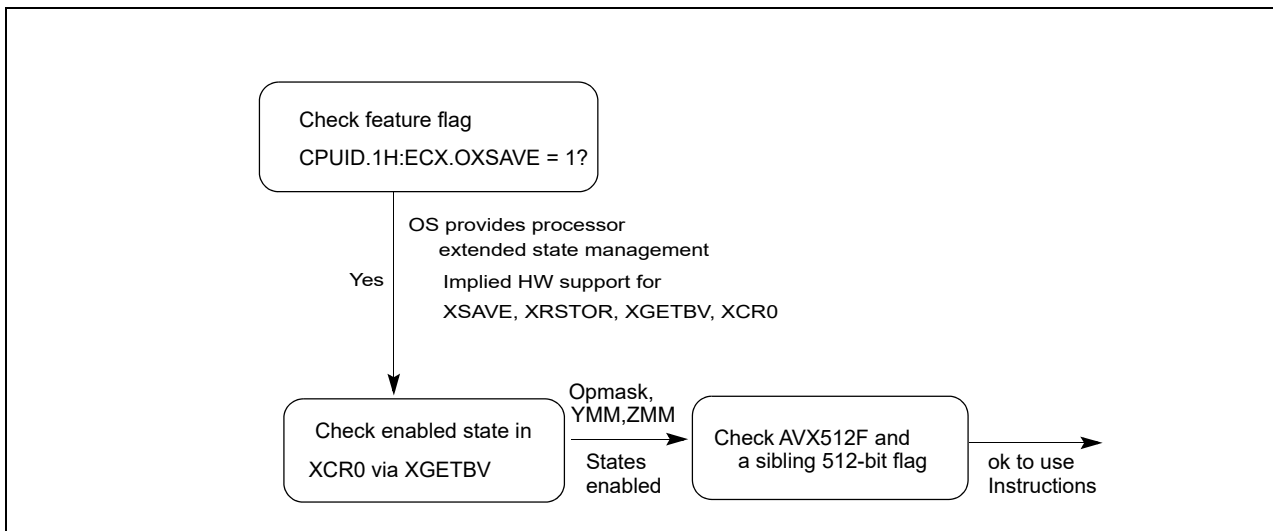 Check feature flag
CPUID.1H:ECX.OXSAVE = 1?
OS provides processor
extended state management
Yes
Implied HW support for
XSAVE, XRSTOR, XGETBV, XCR0
Check enabled state in
XCR0 via XGETBV
Opmask,
YMM,ZMM
States
enabled
Check AVX512F and
a sibling 512-bit flag
ok to use
Instructions